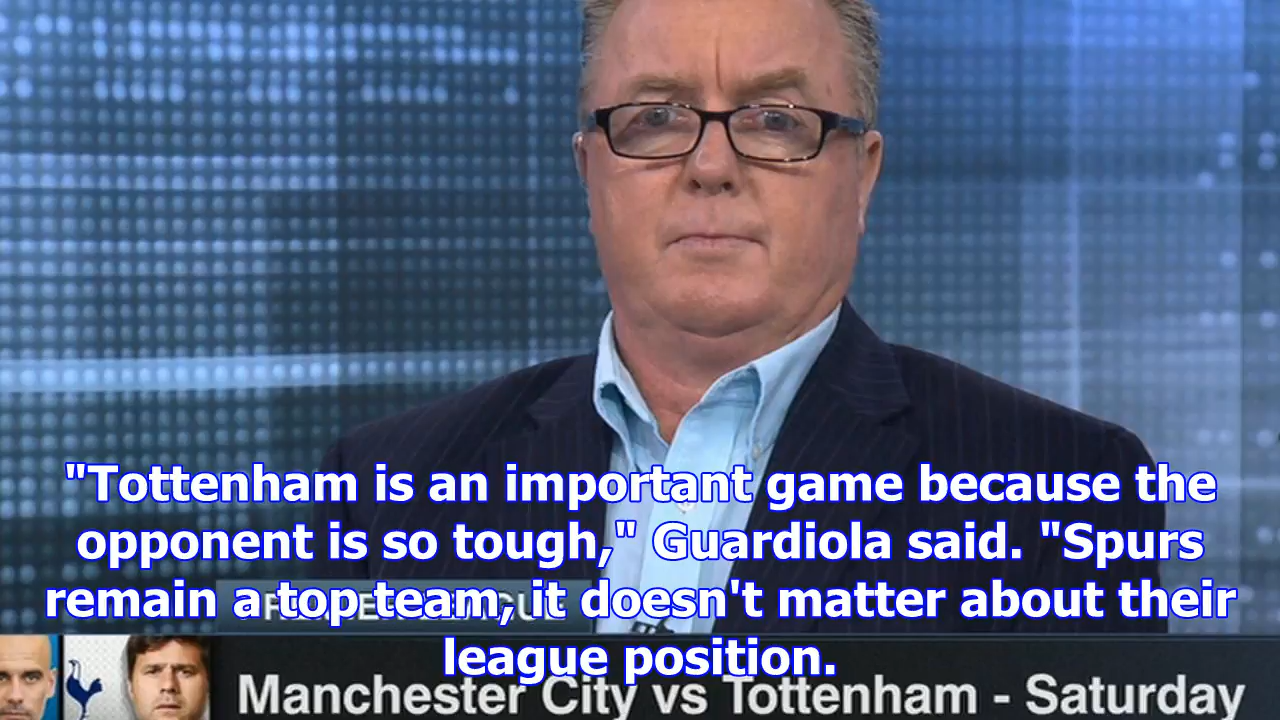 "Tottenham is an important game because the
opponent is so tough," Guardiola said. "Spurs
remain a top team, it doesn't matter about their
league position.
Manchester City vs Tottenham - Saturday